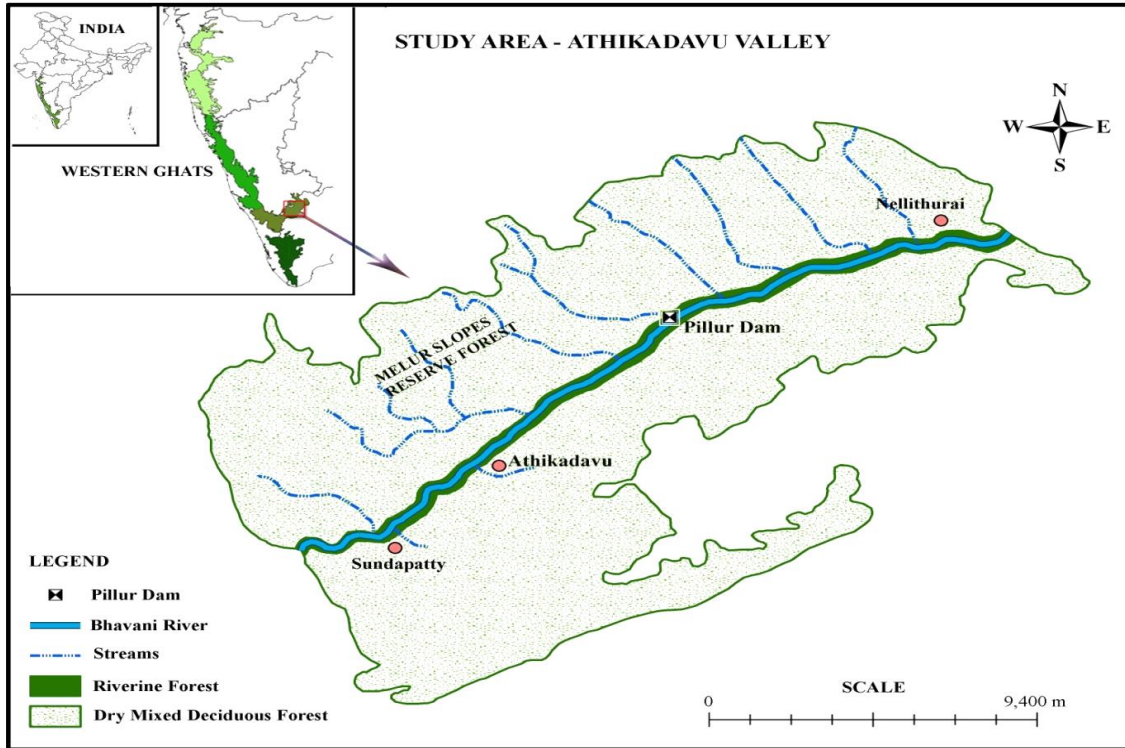 INDIA
WESTERN GHATS
STUDY AREA - ATHIKADAVU VALLEY
N
W
E
S
Nellithurai
Pillur Dam
MELUR SLOPES
RESERVE FOREST
Athikadavu
Sundapatty
LEGEND
Pillur Dam
Bhavani River
Streams
Riverine Forest
Dry Mixed Deciduous Forest
SCALE
0
9,400 m